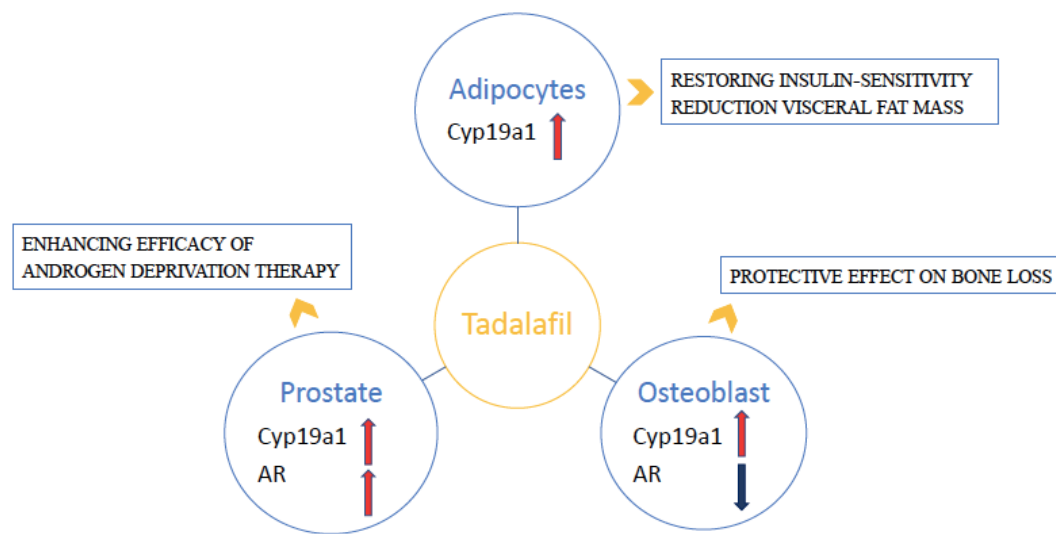 Adipocytes
Cyp19a1
RESTORING INSULIN-SENSITIVITY
REDUCTION VISCERAL FAT MASS
ENHANCING EFFICACY OF
ANDROGEN DEPRIVATION THERAPY
PROTECTIVE EFFECT ON BONE LOSS
Tadalafil
Prostate
Cyp19a1
AR
Osteoblast
Cyp19a1
AR